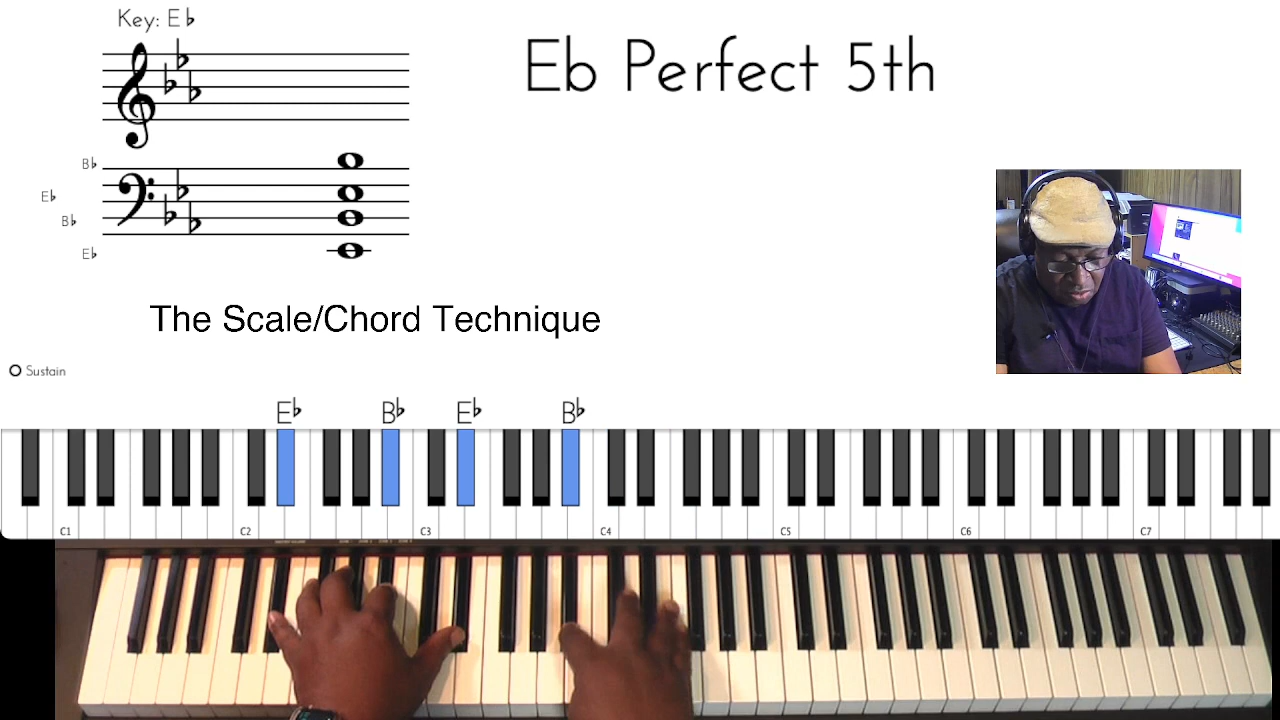 Key: E♭
Eb Perfect 5th
B♭
E♭
B♭
E♭
The Scale/Chord Technique
Sustain
E♭ B♭ E♭ B♭
C1 C2 C3 C4 C5 C6 C7